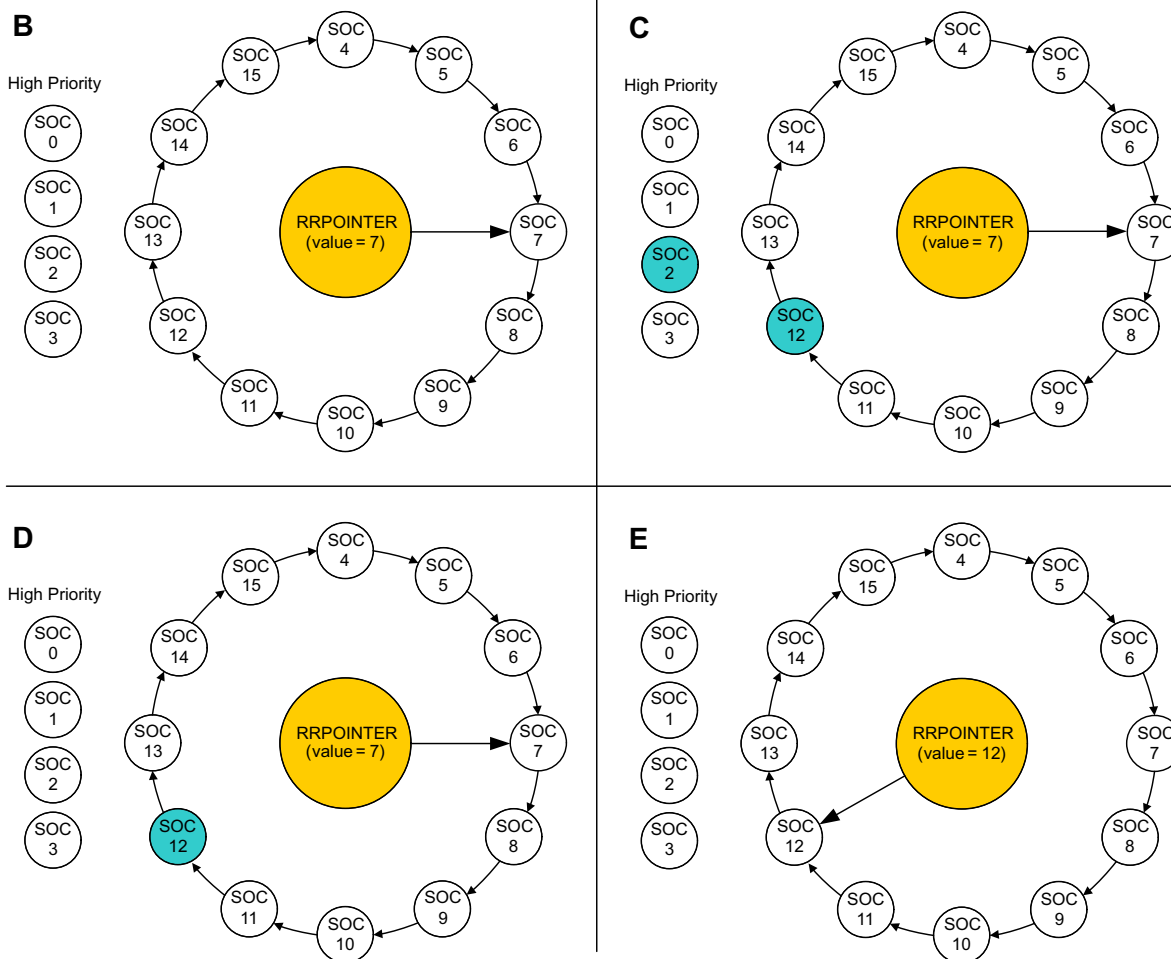 B
High Priority
SOC
0
SOC
1
SOC
2
SOC
3
SOC
4
SOC
5
SOC
6
SOC
7
SOC
8
SOC
9
SOC
10
SOC
11
SOC
12
SOC
13
SOC
14
SOC
15
RRPOINTER
(value = 7)
C
High Priority
SOC
0
SOC
1
SOC
2
SOC
3
SOC
4
SOC
5
SOC
6
SOC
7
SOC
8
SOC
9
SOC
10
SOC
11
SOC
12
SOC
13
SOC
14
SOC
15
RRPOINTER
(value = 7)
D
High Priority
SOC
0
SOC
1
SOC
2
SOC
3
SOC
4
SOC
5
SOC
6
SOC
7
SOC
8
SOC
9
SOC
10
SOC
11
SOC
12
SOC
13
SOC
14
SOC
15
RRPOINTER
(value = 7)
E
High Priority
SOC
0
SOC
1
SOC
2
SOC
3
SOC
4
SOC
5
SOC
6
SOC
7
SOC
8
SOC
9
SOC
10
SOC
11
SOC
12
SOC
13
SOC
14
SOC
15
RRPOINTER
(value = 12)